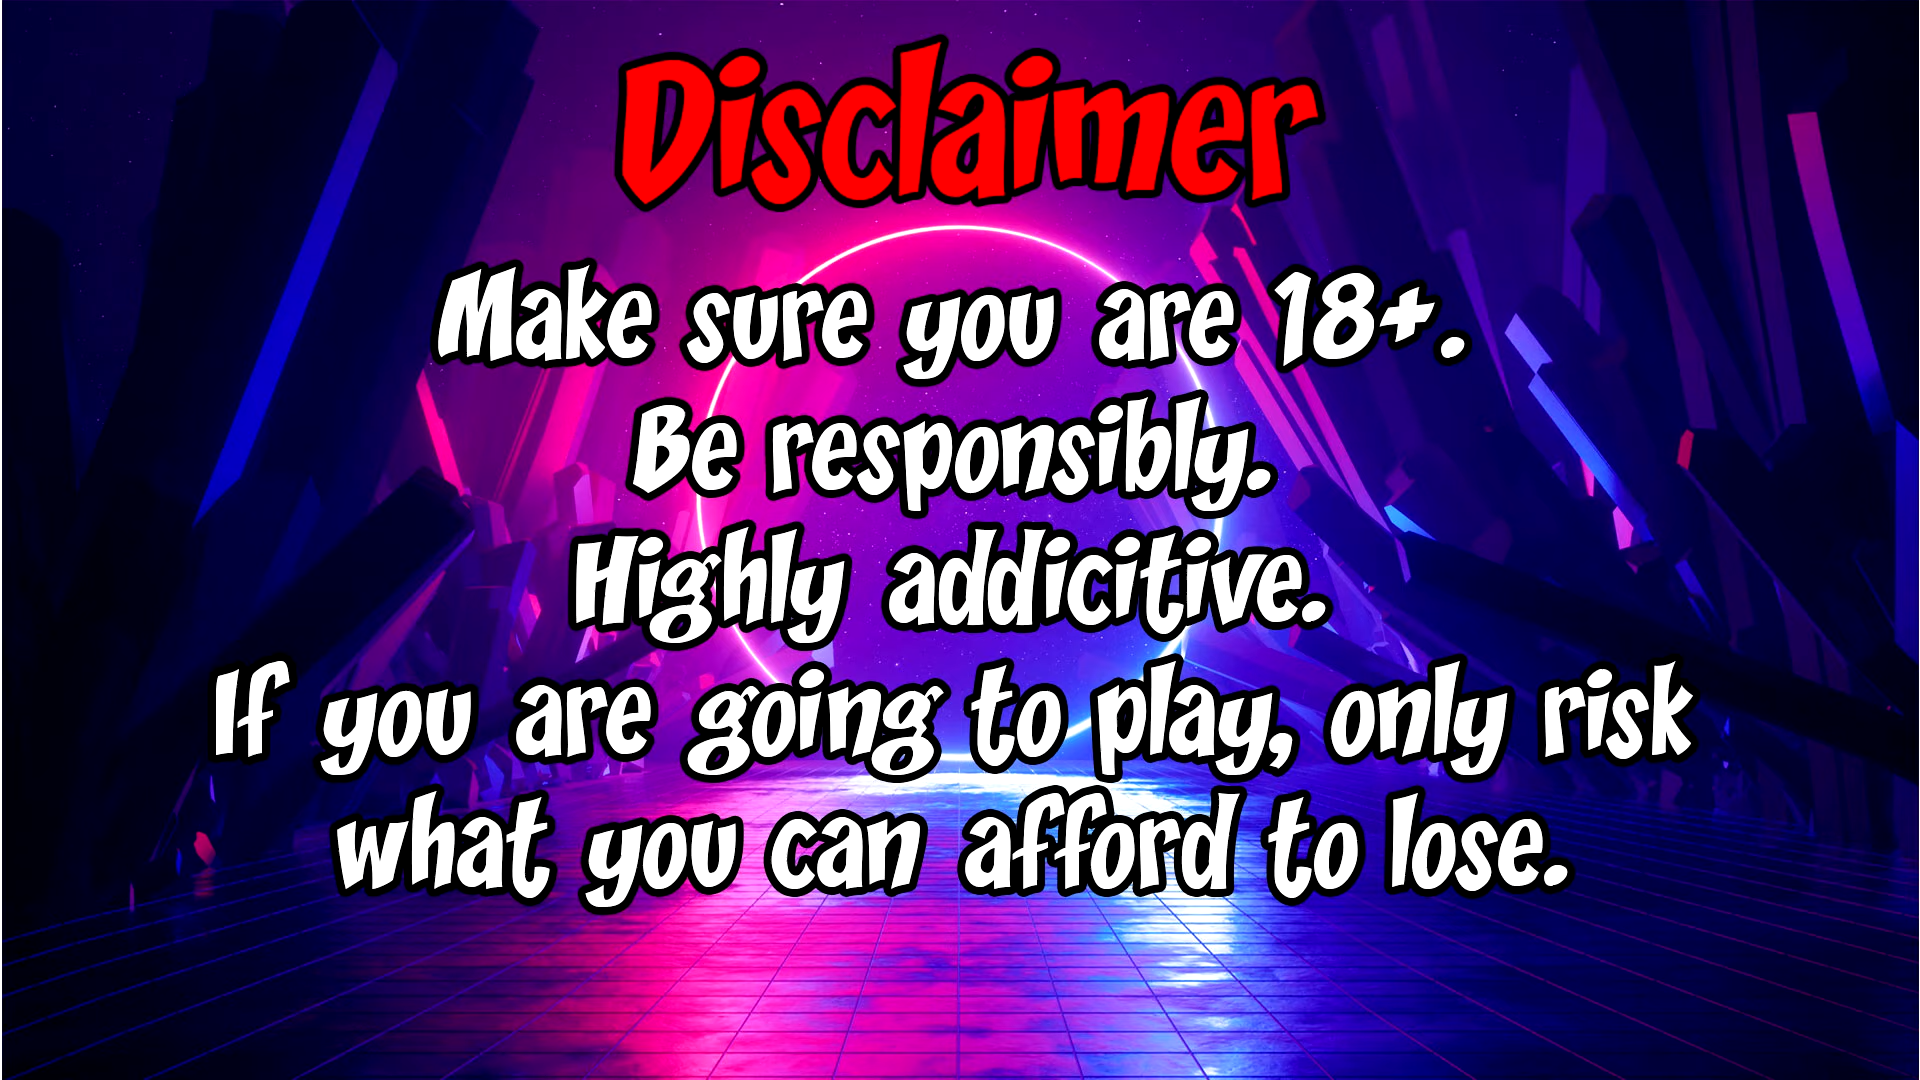 Disclaimer
Make sure you are 18+.
Be responsibly.
Highly addicitive.
If you are going to play, only risk
what you can afford to lose.